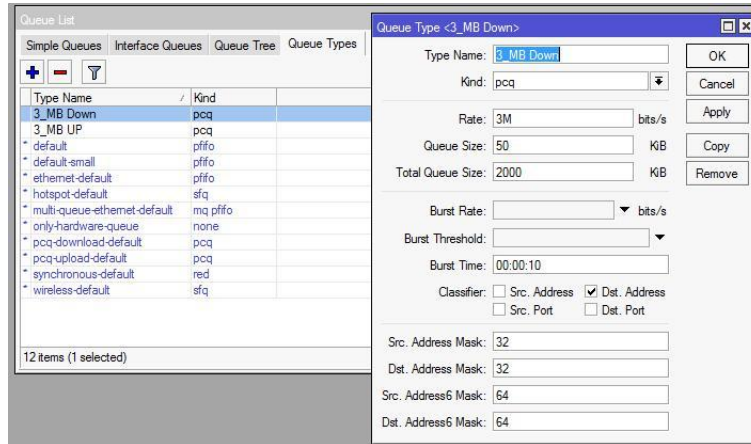 Queue List
Simple Queues Interface Queues Queue Tree Queue Types
Type Name / Kind
3_MB Down pcq
3_MB UP pcq
* default pfifo
* default-small pfifo
* ethernet-default pfifo
* hotspot-default sfq
* multi-queue-ethernet-default mq pfifo
* only-hardware-queue none
* pcq-download-default pcq
* pcq-upload-default pcq
* synchronous-default red
* wireless-default sfq
12 items (1 selected)
Queue Type <3_MB Down>
Type Name: 3_MB Down
OK
Kind: pcq
Cancel
Rate: 3M bits/s
Apply
Queue Size: 50 KiB
Copy
Total Queue Size: 2000 KiB
Remove
Burst Rate: bits/s
Burst Threshold:
Burst Time: 00:00:10
Classifier: Src. Address Dst. Address
Src. Port Dst. Port
Src. Address Mask: 32
Dst. Address Mask: 32
Src. Address6 Mask: 64
Dst. Address6 Mask: 64